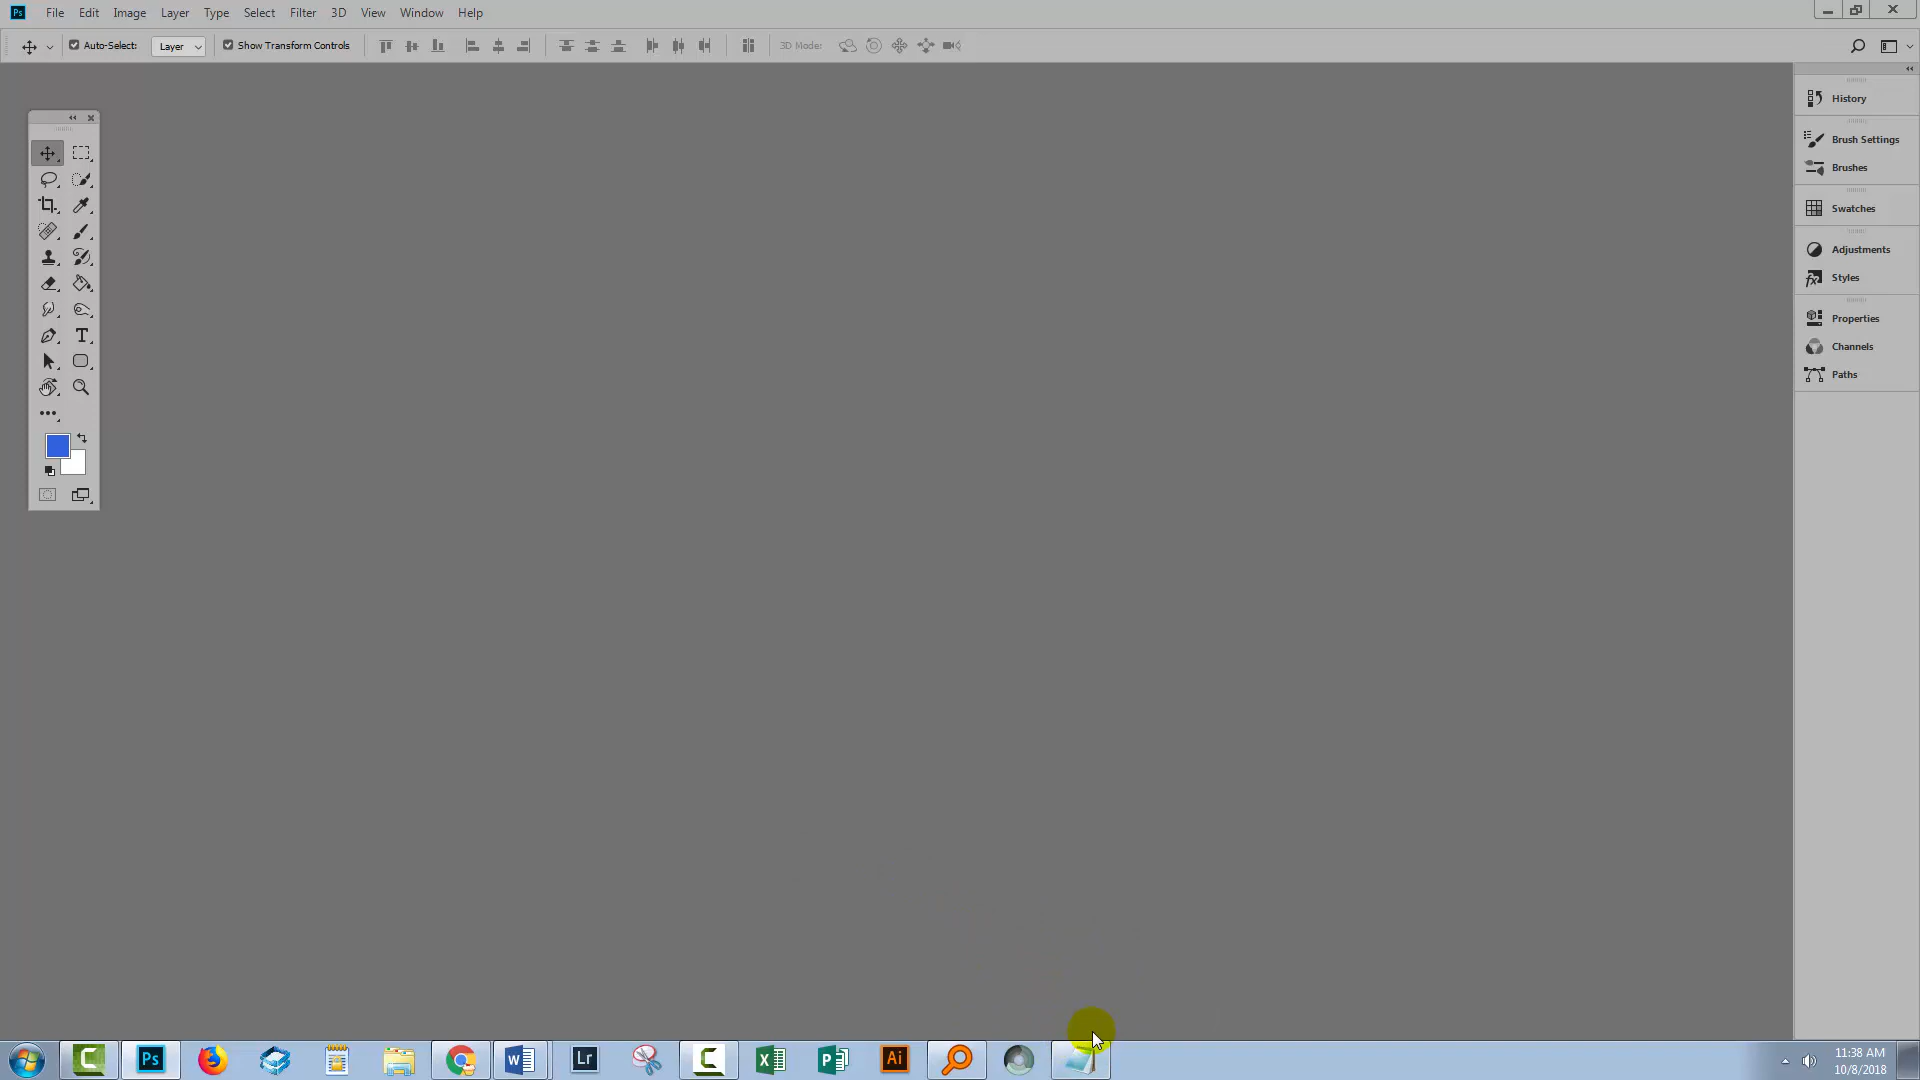 Ps File Edit Image Layer Type Select Filter 3D View Window Help
Auto-Select: Layer Show Transform Controls 3D Mode:
History
Brush Settings
Brushes
Swatches
Adjustments
Styles
Properties
Channels
Paths
T
Ps W Lr X P Ai
11:38 AM
10/8/2018